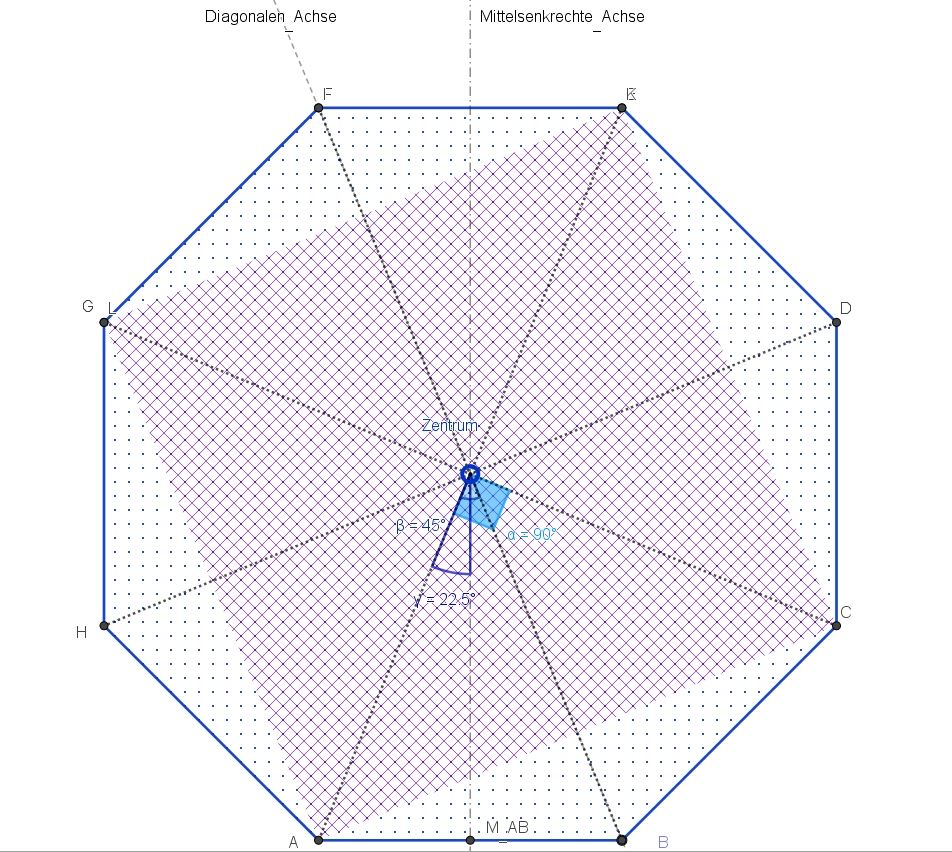 Diagonalen_Achse
Mittelsenkrechte_Achse
F
E
G
L
D
Zentrum
β = 45°
α = 90°
γ = 22.5°
H
C
A
M_AB
B